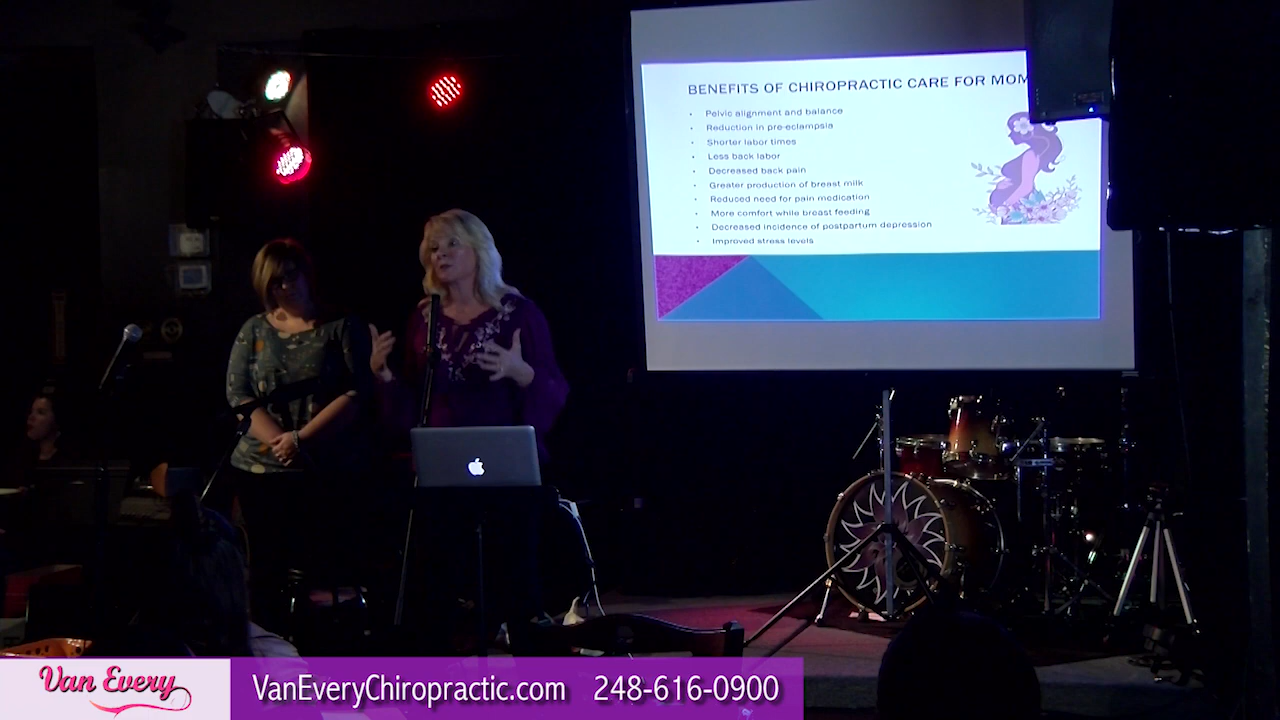 BENEFITS OF CHIROPRACTIC CARE FOR MOM
• Pelvic alignment and balance
• Reduction in pre-eclampsia
• Shorter labor times
• Less back labor
• Decreased back pain
• Greater production of breast milk
• Reduced need for pain medication
• More comfort while breast feeding
• Decreased incidence of postpartum depression
• Improved stress levels
Van Every
VanEveryChiropractic.com 248-616-0900